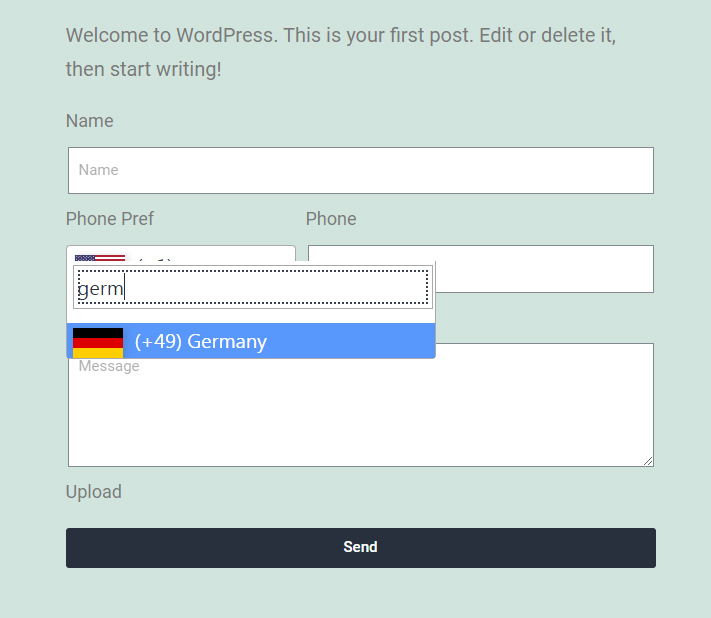 Welcome to WordPress. This is your first post. Edit or delete it,
then start writing!
Name
Name
Phone Pref
Phone
germ
(+49) Germany
Message
Upload
Send